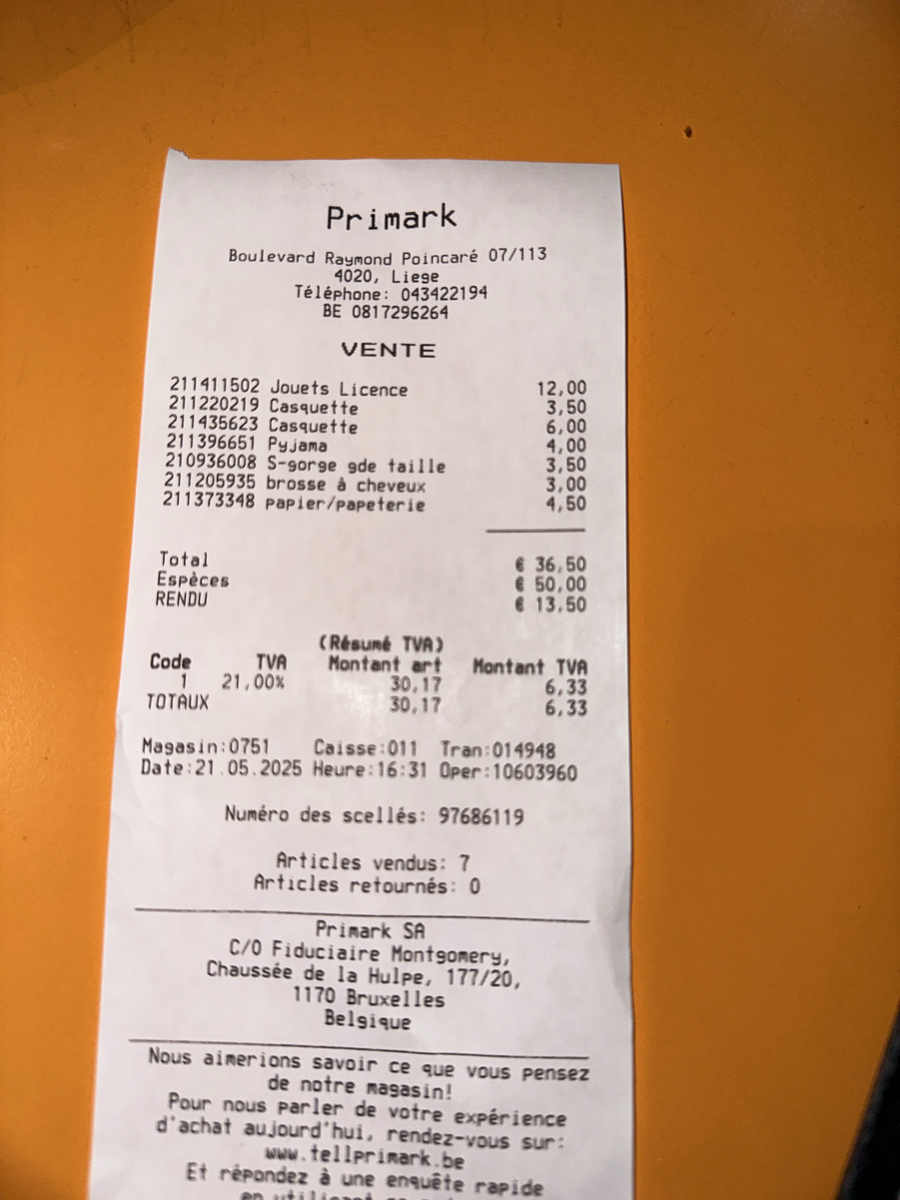 Primark
Boulevard Raymond Poincaré 07/113
4020, Liege
Téléphone: 043422194
BE 0817296264
VENTE
211411502 Jouets Licence 12,00
211220219 Casquette 3,50
211435623 Casquette 6,00
211396651 Pyjama 4,00
210936008 S-gorge gde taille 3,50
211205935 brosse à cheveux 3,00
211373348 papier/papeterie 4,50
Total € 36,50
Espèces € 50,00
RENDU € 13,50
(Résumé TVA)
Code TVA Montant art Montant TVA
1 21,00% 30,17 6,33
TOTAUX 30,17 6,33
Magasin:0751 Caisse:011 Tran:014948
Date:21.05.2025 Heure:16:31 Oper:10603960
Numéro des scellés: 97686119
Articles vendus: 7
Articles retournés: 0
Primark SA
C/O Fiduciaire Montgomery,
Chaussée de la Hulpe, 177/20,
1170 Bruxelles
Belgique
Nous aimerions savoir ce que vous pensez
de notre magasin!
Pour nous parler de votre expérience
d'achat aujourd'hui, rendez-vous sur:
www.tellprimark.be
Et répondez à une enquête rapide
en